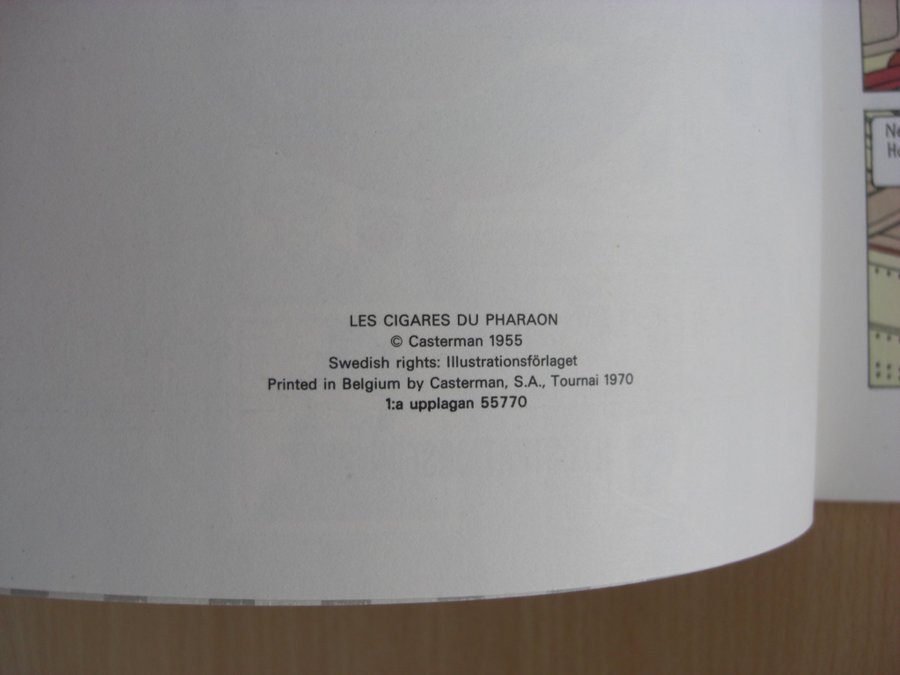 LES CIGARES DU PHARAON
© Casterman 1955
Swedish rights: Illustrationsförlaget
Printed in Belgium by Casterman, S.A., Tournai 1970
1:a upplagan 55770